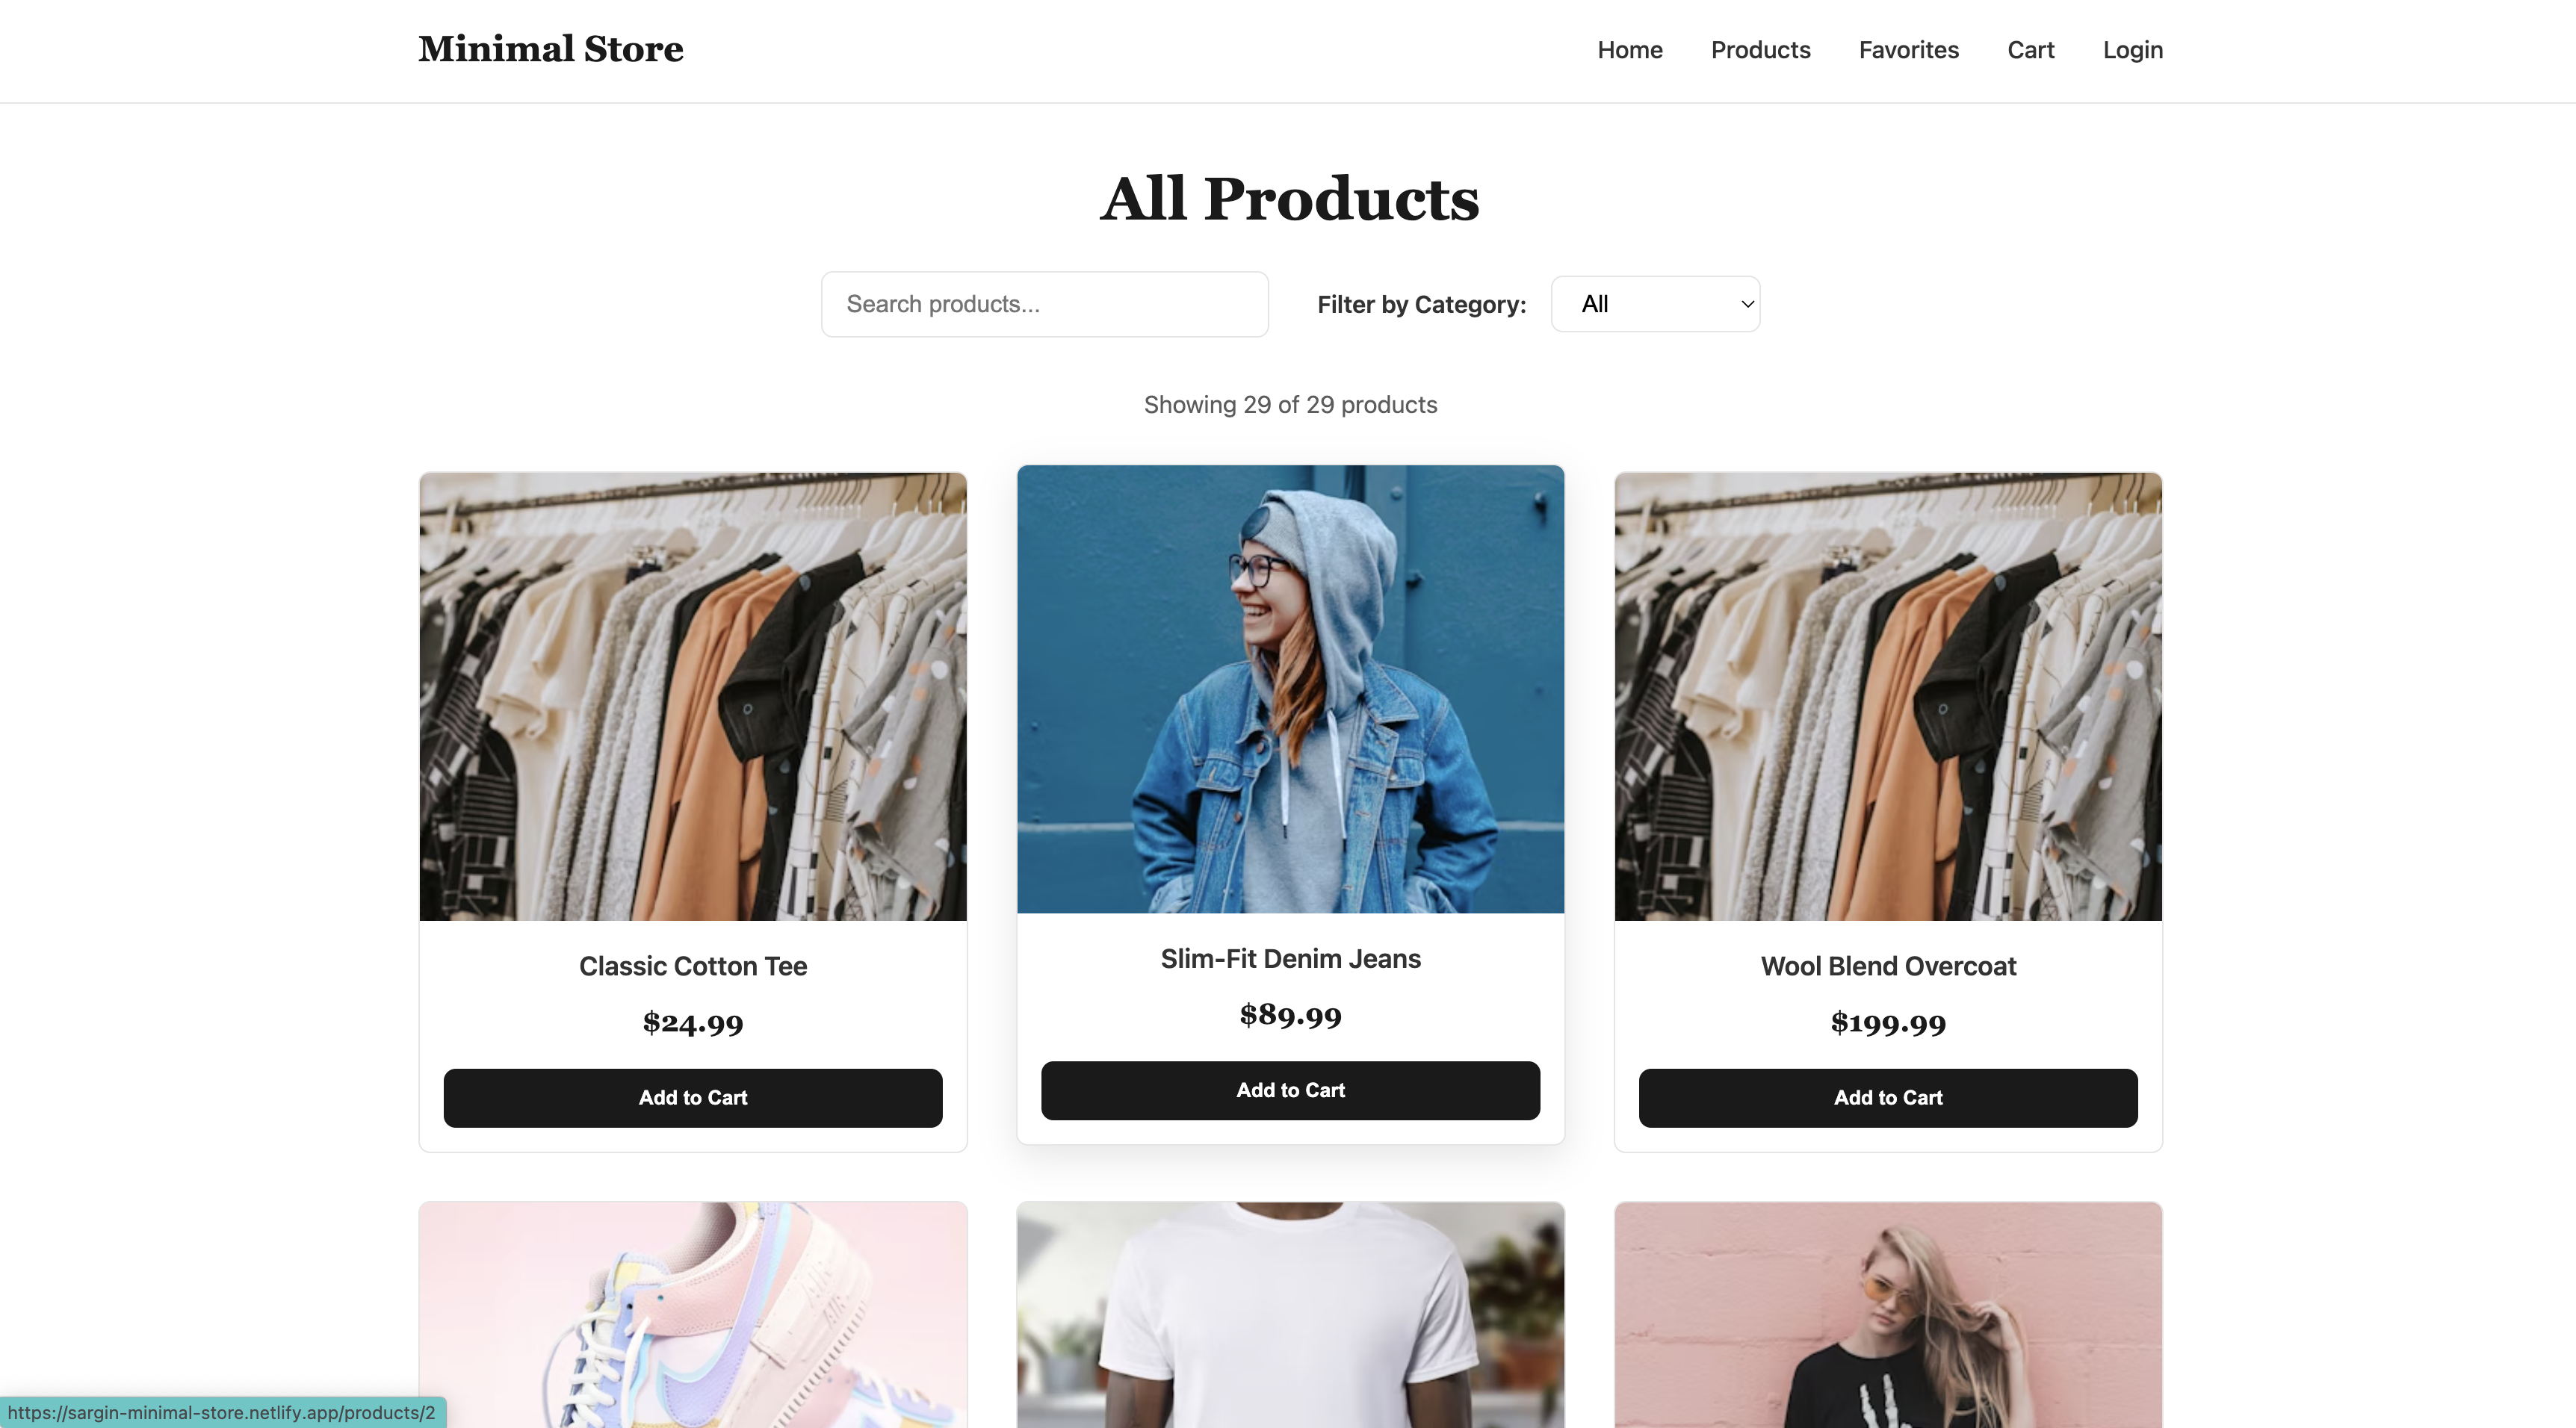 Minimal Store
Home Products Favorites Cart Login
All Products
Search products...
Filter by Category:
All
Showing 29 of 29 products
Classic Cotton Tee
$24.99
Add to Cart
Slim-Fit Denim Jeans
$89.99
Add to Cart
Wool Blend Overcoat
$199.99
Add to Cart
https://sargin-minimal-store.netlify.app/products/2